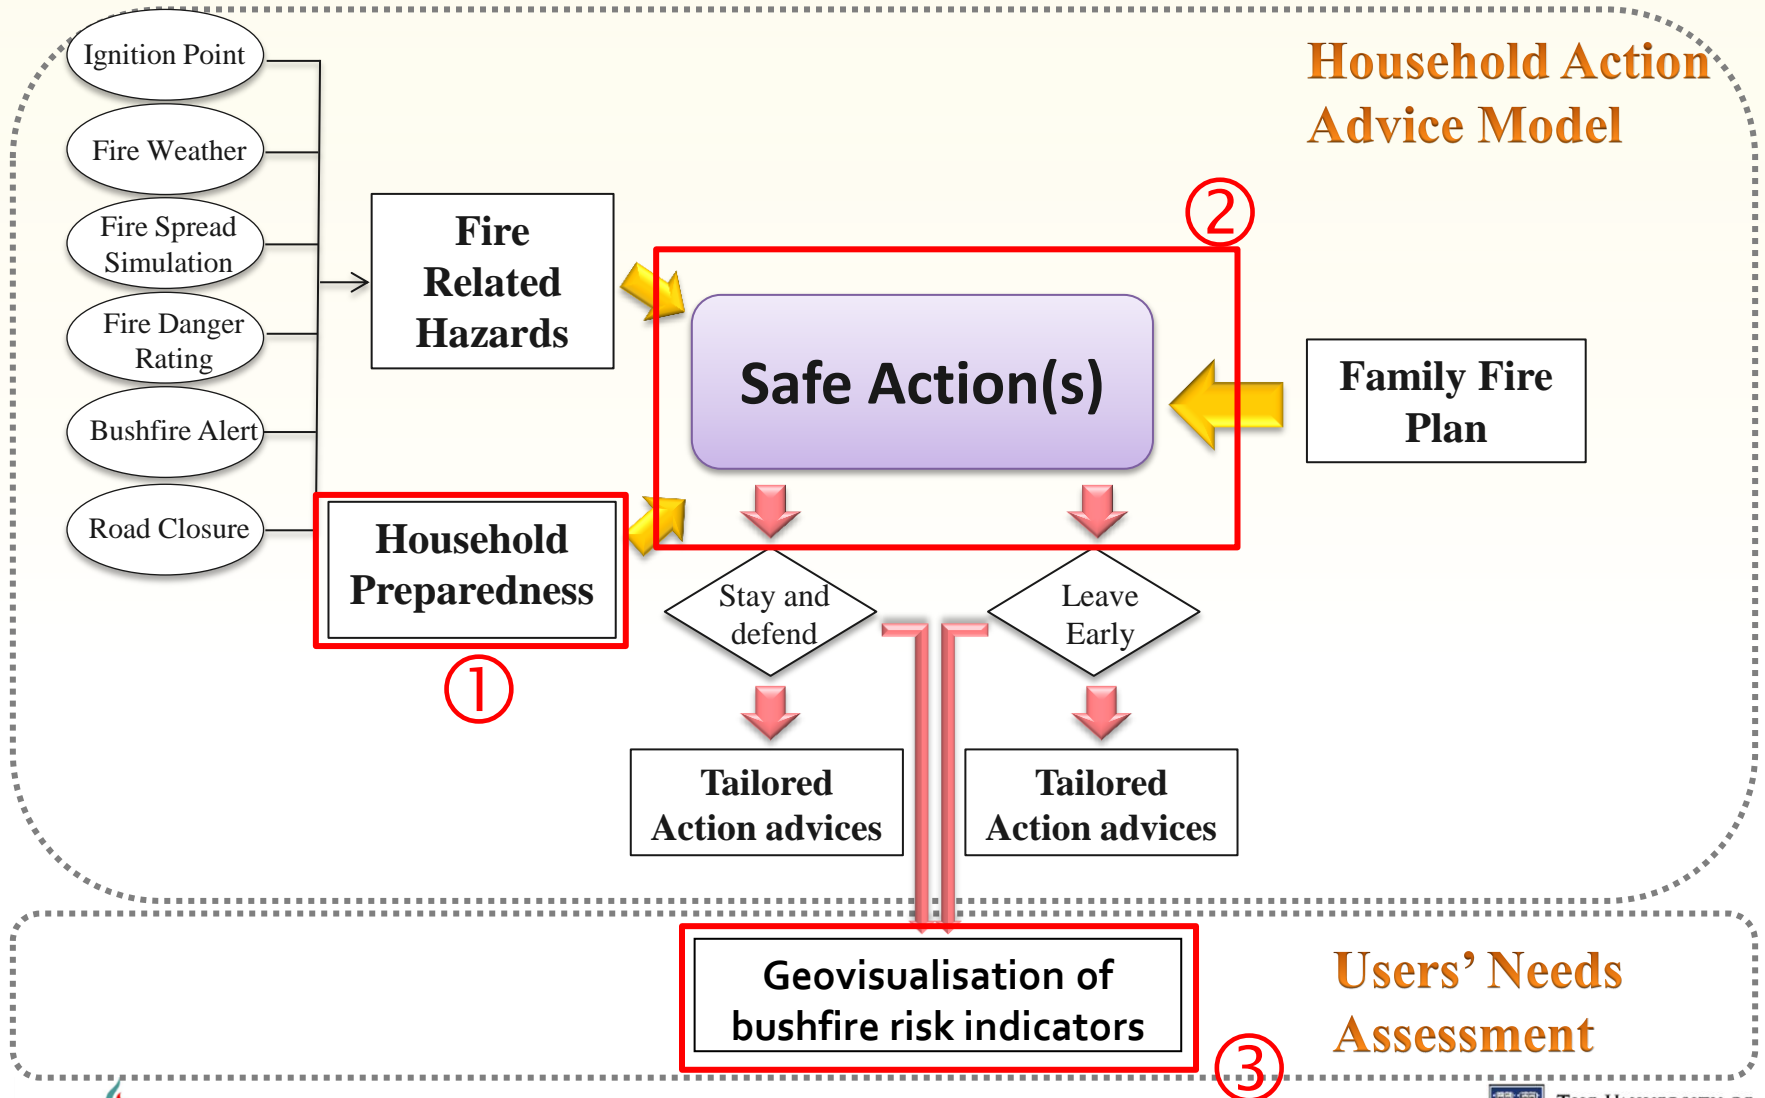 Ignition Point
Fire Weather
Fire Spread
Simulation
Fire Danger
Rating
Bushfire Alert
Road Closure
Household Action
Advice Model
Fire
Related
Hazards
②
Safe Action(s)
Family Fire
Plan
Household
Preparedness
①
Stay and
defend
Leave
Early
Tailored
Action advices
Tailored
Action advices
Geovisualisation of
bushfire risk indicators
③
Users’ Needs
Assessment